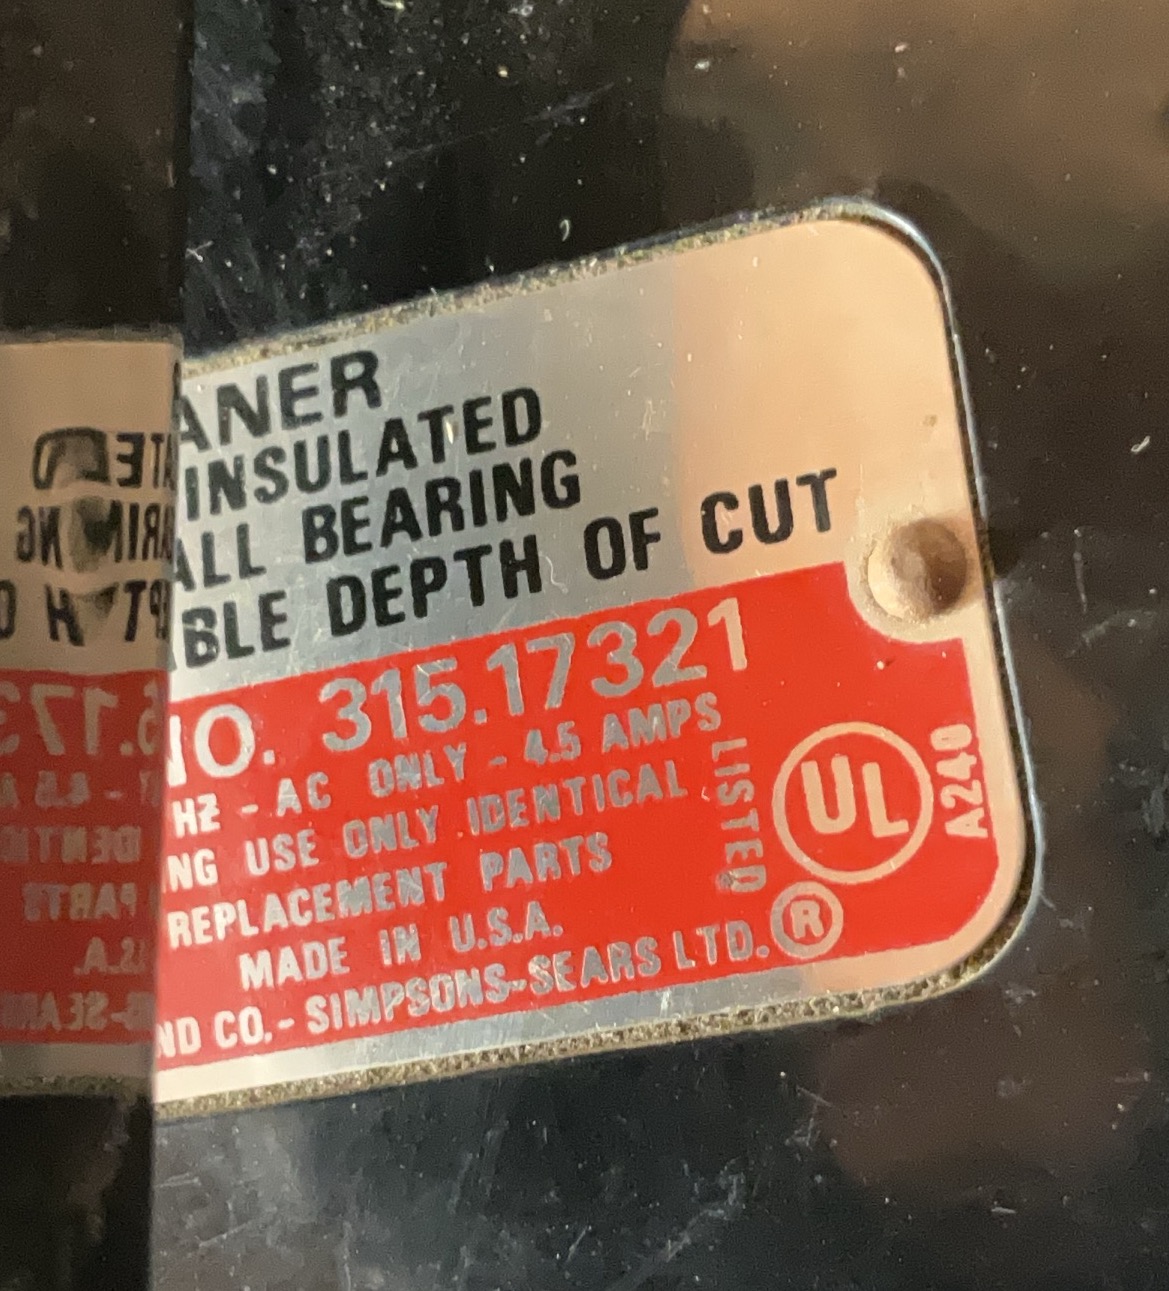 ANER
INSULATED
ALL BEARING
BLE DEPTH OF CUT
NO. 315.17321
HZ - AC ONLY - 4.5 AMPS
NG USE ONLY IDENTICAL
REPLACEMENT PARTS
MADE IN U.S.A.
ND CO. - SIMPSONS-SEARS LTD.
LISTED
UL
®
A240